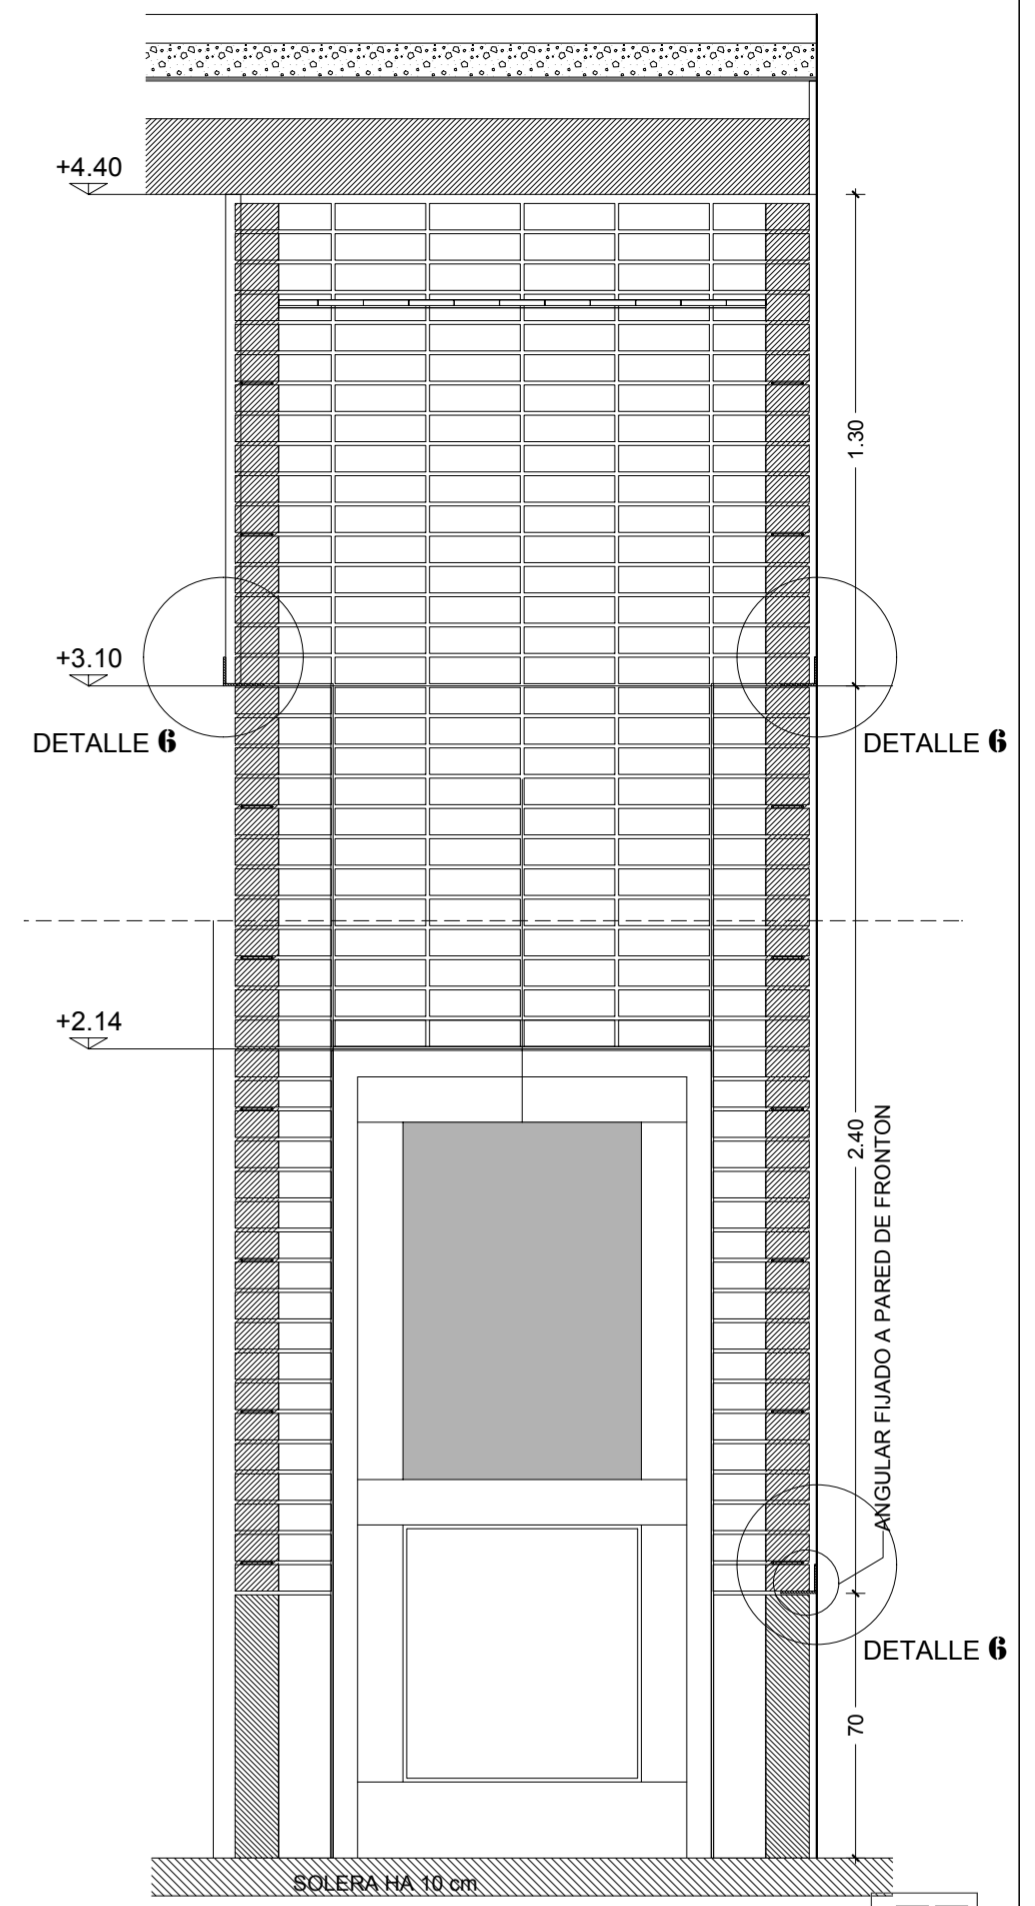 +4.40
1.30
+3.10
DETALLE 6
DETALLE 6
+2.14
2.40
ANGULAR FIJADO A PARED DE FRONTON
DETALLE 6
70
SOLERA HA 10 cm